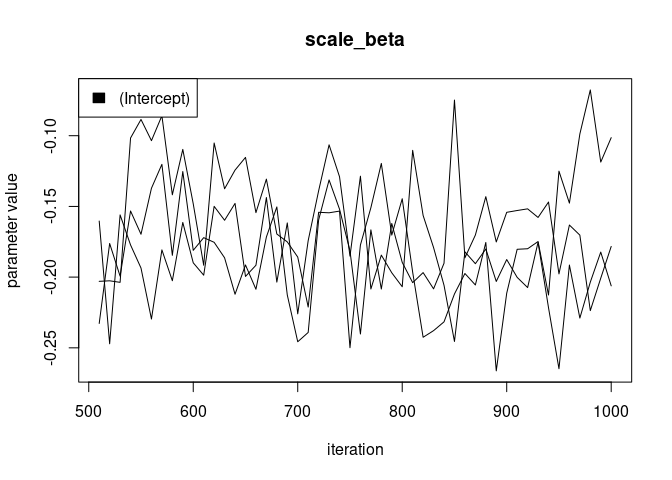 scale_beta
(Intercept)
-0.10
-0.15
-0.20
-0.25
parameter value
500 600 700 800 900 1000
iteration